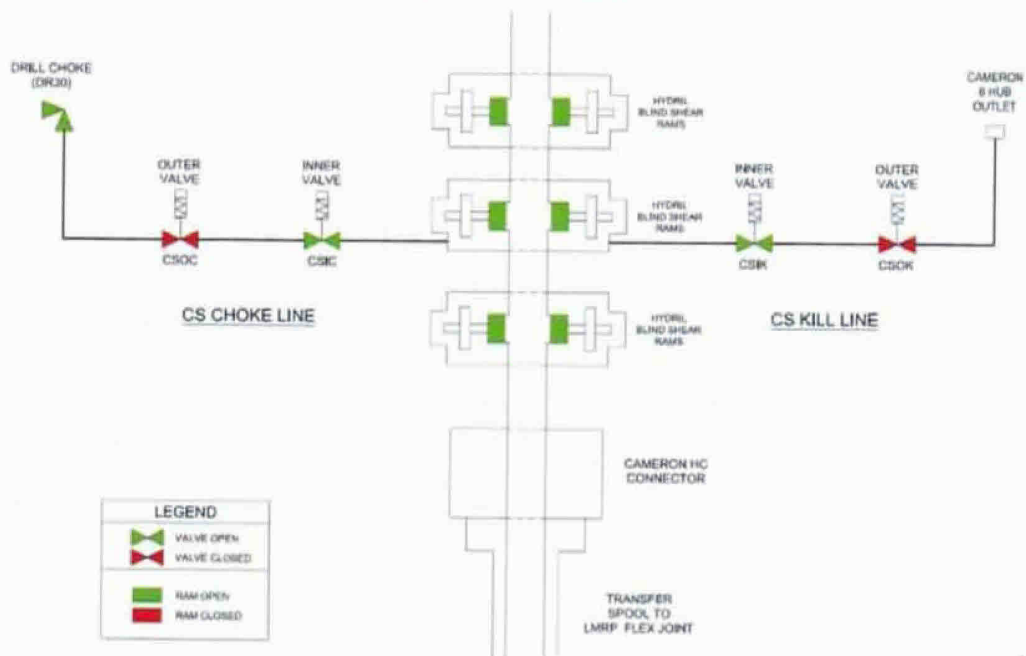 DRILL CHOKE
(DR30)
OUTER
VALVE
INNER
VALVE
CSOC
CSIC
CS CHOKE LINE
HYDRIL
BLIND SHEAR
RAMS
HYDRIL
BLIND SHEAR
RAMS
HYDRIL
BLIND SHEAR
RAMS
CAMERON
6 HUB
OUTLET
INNER
VALVE
OUTER
VALVE
CSIK
CSOK
CS KILL LINE
CAMERON HC
CONNECTOR
TRANSFER
SPOOL TO
LMRP FLEX JOINT
LEGEND
VALVE OPEN
VALVE CLOSED
RAM OPEN
RAM CLOSED